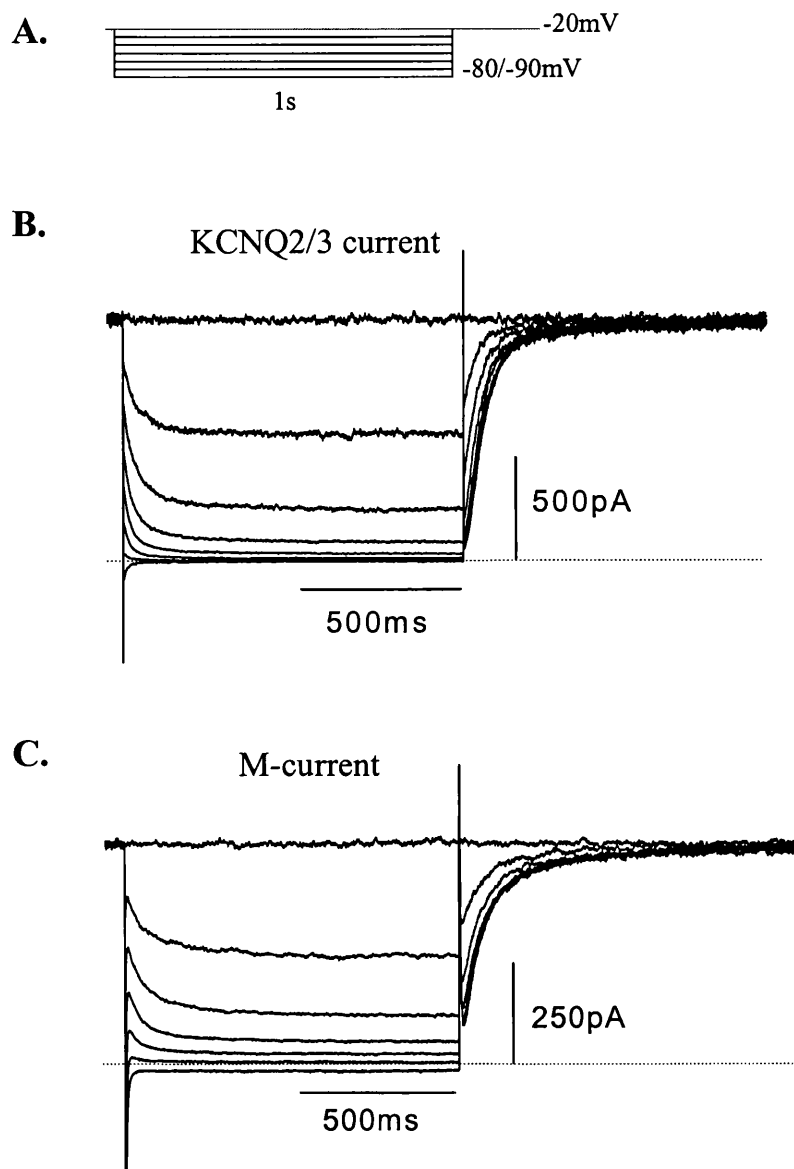 A.
-20mV
-80/-90mV
1s
B.
KCNQ2/3 current
500pA
500ms
C.
M-current
250pA
500ms